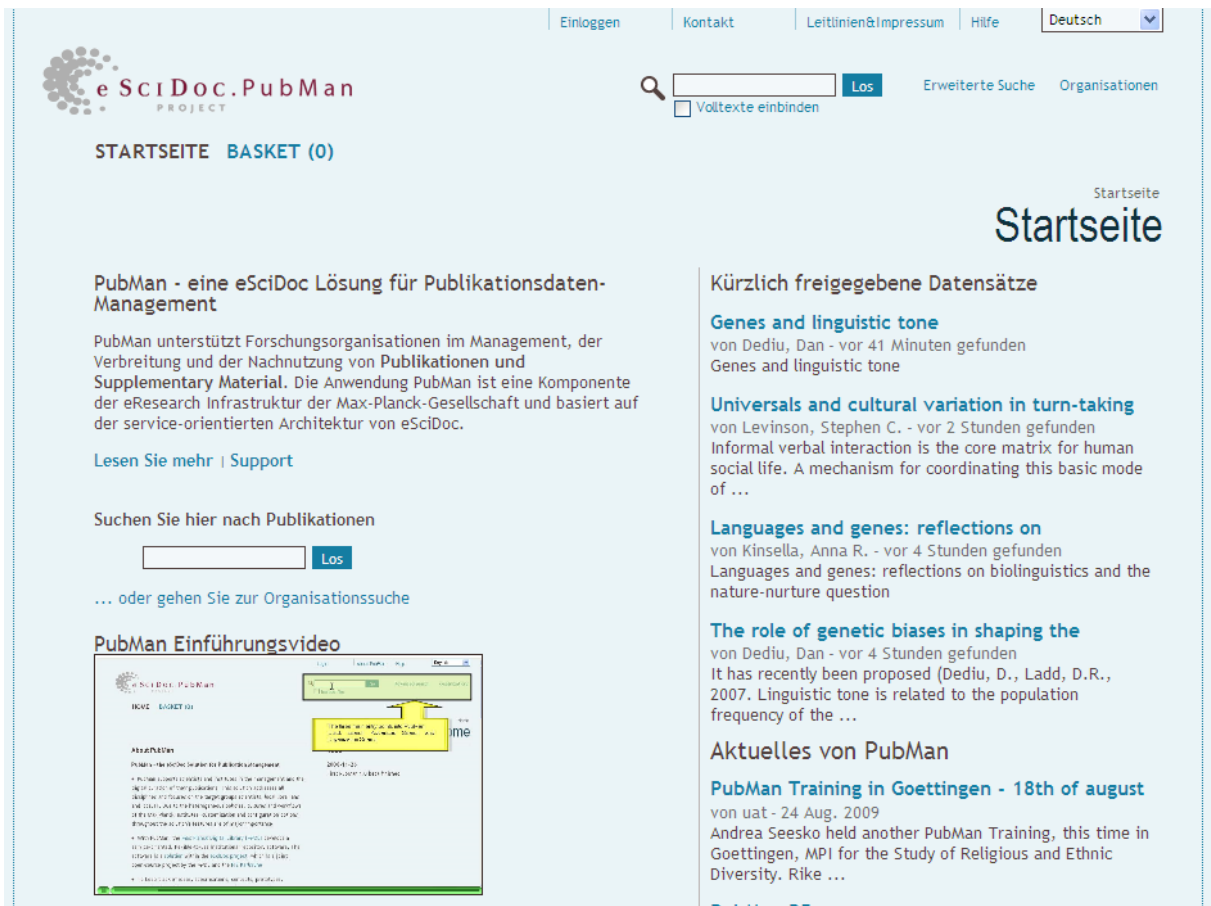 Einloggen
Kontakt
Leitlinien&Impressum
Hilfe
Deutsch
eSciDoc.PubMan
PROJECT
Los
Erweiterte Suche
Organisationen
Volltexte einbinden
STARTSEITE BASKET (0)
Startseite
Startseite
PubMan - eine eSciDoc Lösung für Publikationsdaten-
Management
PubMan unterstützt Forschungsorganisationen im Management, der
Verbreitung und der Nachnutzung von Publikationen und
Supplementary Material. Die Anwendung PubMan ist eine Komponente
der eResearch Infrastruktur der Max-Planck-Gesellschaft und basiert auf
der service-orientierten Architektur von eSciDoc.
Lesen Sie mehr | Support
Suchen Sie hier nach Publikationen
Los
... oder gehen Sie zur Organisationssuche
PubMan Einführungsvideo
eSciDoc.PubMan
HOME BASKET (0)
About PubMan
Kürzlich freigegebene Datensätze
Genes and linguistic tone
von Dediu, Dan - vor 41 Minuten gefunden
Genes and linguistic tone
Universals and cultural variation in turn-taking
von Levinson, Stephen C. - vor 2 Stunden gefunden
Informal verbal interaction is the core matrix for human
social life. A mechanism for coordinating this basic mode
of ...
Languages and genes: reflections on
von Kinsella, Anna R. - vor 4 Stunden gefunden
Languages and genes: reflections on biolinguistics and the
nature-nurture question
The role of genetic biases in shaping the
von Dediu, Dan - vor 4 Stunden gefunden
It has recently been proposed (Dediu, D., Ladd, D.R.,
2007. Linguistic tone is related to the population
frequency of the ...
Aktuelles von PubMan
PubMan Training in Goettingen - 18th of august
von uat - 24 Aug. 2009
Andrea Seesko held another PubMan Training, this time in
Goettingen, MPI for the Study of Religious and Ethnic
Diversity. Rike ...